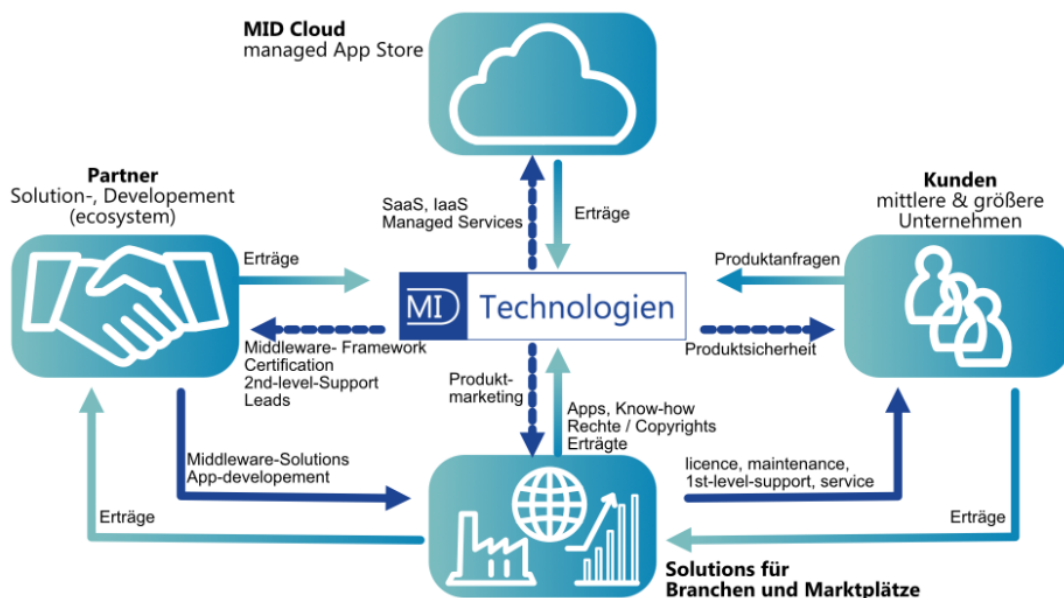 MID Cloud
managed App Store
Partner
Solution-, Developement
(ecosystem)
Kunden
mittlere & größere
Unternehmen
SaaS, IaaS
Managed Services
Erträge
Erträge
Produktanfragen
MID Technologien
Middleware- Framework
Certification
2nd-level-Support
Leads
Produktsicherheit
Produkt-
marketing
Apps, Know-how
Rechte / Copyrights
Erträgte
Middleware-Solutions
App-developement
licence, maintenance,
1st-level-support, service
Erträge
Erträge
Solutions für
Branchen und Marktplätze